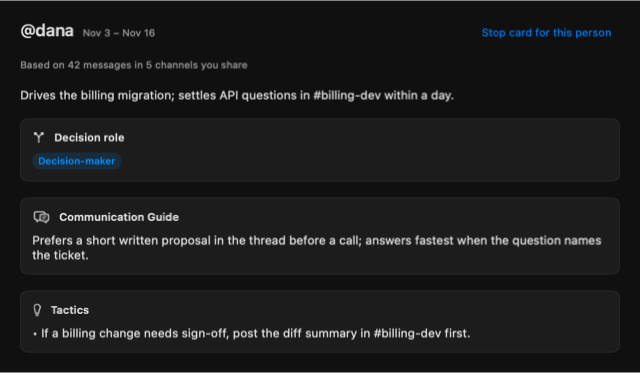 @dana Nov 3 – Nov 16 Stop card for this person
Based on 42 messages in 5 channels you share
Drives the billing migration; settles API questions in #billing-dev within a day.
Decision role
Decision-maker
Communication Guide
Prefers a short written proposal in the thread before a call; answers fastest when the question names
the ticket.
Tactics
• If a billing change needs sign-off, post the diff summary in #billing-dev first.